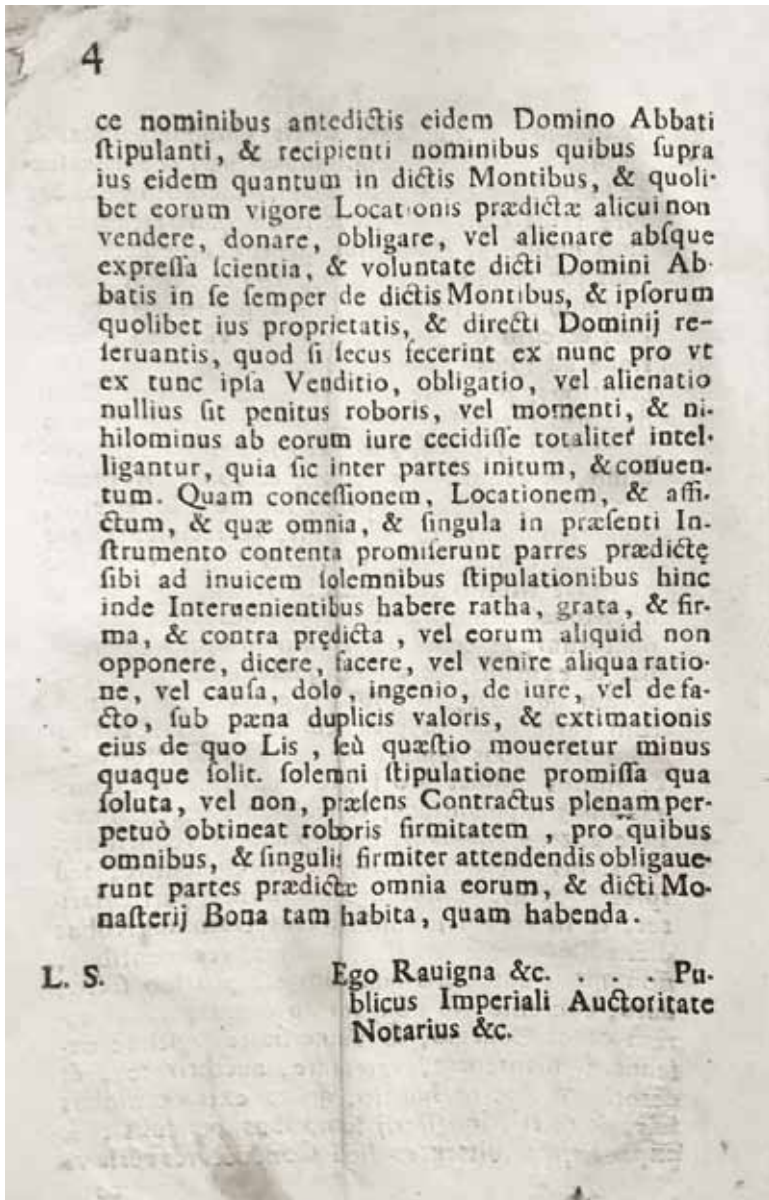 4
ce nominibus antedictis eidem Domino Abbati
ſtipulanti, & recipienti nominibus quibus ſupra
ius eidem quantum in dictis Montibus, & quoli-
bet eorum vigore Locationis prædictæ alicui non
vendere, donare, obligare, vel alienare abſque
expreſſa ſcientia, & voluntate dicti Domini Ab-
batis in ſe ſemper de dictis Montibus, & ipſorum
quolibet ius proprietatis, & directi Dominij re-
ſeruantis, quod ſi ſecus fecerint ex nunc pro vt
ex tunc ipſa Venditio, obligatio, vel alienatio
nullius ſit penitus roboris, vel momenti, & ni-
hilominus ab eorum iure cecidiſſe totaliter intel-
ligantur, quia ſic inter partes initum, & conuen-
tum. Quam conceſſionem, Locationem, & affi-
ctum, & quæ omnia, & ſingula in præſenti In-
ſtrumento contenta promiſerunt parres prædictę
ſibi ad inuicem ſolemnibus ſtipulationibus hinc
inde Interuenientibus habere ratha, grata, & fir-
ma, & contra prędicta, vel eorum aliquid non
opponere, dicere, facere, vel venire aliqua ratio-
ne, vel cauſa, dolo, ingenio, de iure, vel de fa-
cto, ſub pæna duplicis valoris, & extimationis
eius de quo Lis, ſeù quæſtio moueretur minus
quaque ſolit. ſolemni ſtipulatione promiſſa qua
ſoluta, vel non, præſens Contractus plenam per-
petuò obtineat roboris firmitatem, pro quibus
omnibus, & ſingulis firmiter attendendis obligaue-
runt partes prædictæ omnia eorum, & dicti Mo-
naſterij Bona tam habita, quam habenda.
L. S. Ego Rauigna &c. . . . Pu-
blicus Imperiali Auctoritate
Notarius &c.